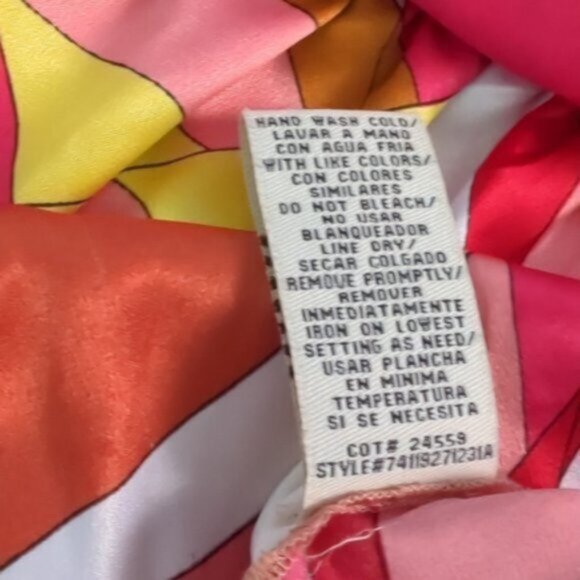 HAND WASH COLD/
LAVAR A MANO
CON AGUA FRIA
WITH LIKE COLORS/
CON COLORES
SIMILARES
DO NOT BLEACH/
NO USAR
BLANQUEADOR
LINE DRY/
SECAR COLGADO
REMOVE PROMPTLY/
REMOVER
INMEDIATAMENTE
IRON ON LOWEST
SETTING AS NEED/
USAR PLANCHA
EN MINIMA
TEMPERATURA
SI SE NECESITA
COT# 24559
STYLE#74119271231A